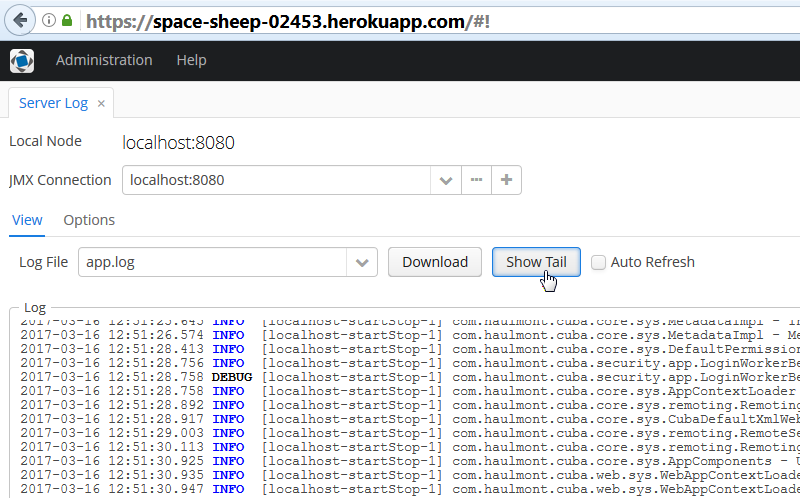 https://space-sheep-02453.herokuapp.com/#!
Administration Help
Server Log ×
Local Node localhost:8080
JMX Connection localhost:8080
View Options
Log File app.log Download Show Tail Auto Refresh
Log
2017-03-16 12:51:25.645 INFO [localhost-startStop-1] com.haulmont.cuba.core.sys.MetadataImpl - I
2017-03-16 12:51:26.574 INFO [localhost-startStop-1] com.haulmont.cuba.core.sys.MetadataImpl - Me
2017-03-16 12:51:28.413 INFO [localhost-startStop-1] com.haulmont.cuba.core.sys.DefaultPermission
2017-03-16 12:51:28.756 INFO [localhost-startStop-1] com.haulmont.cuba.security.app.LoginWorkerBe
2017-03-16 12:51:28.758 DEBUG [localhost-startStop-1] com.haulmont.cuba.security.app.LoginWorkerBe
2017-03-16 12:51:28.758 INFO [localhost-startStop-1] com.haulmont.cuba.core.sys.AppContextLoader
2017-03-16 12:51:28.892 INFO [localhost-startStop-1] com.haulmont.cuba.core.sys.remoting.Remoting
2017-03-16 12:51:28.917 INFO [localhost-startStop-1] com.haulmont.cuba.core.sys.CubaDefaultXmlWeb
2017-03-16 12:51:29.003 INFO [localhost-startStop-1] com.haulmont.cuba.core.sys.remoting.RemoteSe
2017-03-16 12:51:30.113 INFO [localhost-startStop-1] com.haulmont.cuba.core.sys.remoting.Remoting
2017-03-16 12:51:30.925 INFO [localhost-startStop-1] com.haulmont.cuba.core.sys.AppComponents - U
2017-03-16 12:51:30.935 INFO [localhost-startStop-1] com.haulmont.cuba.web.sys.WebAppContextLoade
2017-03-16 12:51:30.947 INFO [localhost-startStop-1] com.haulmont.cuba.web.sys.WebAppContextLoade